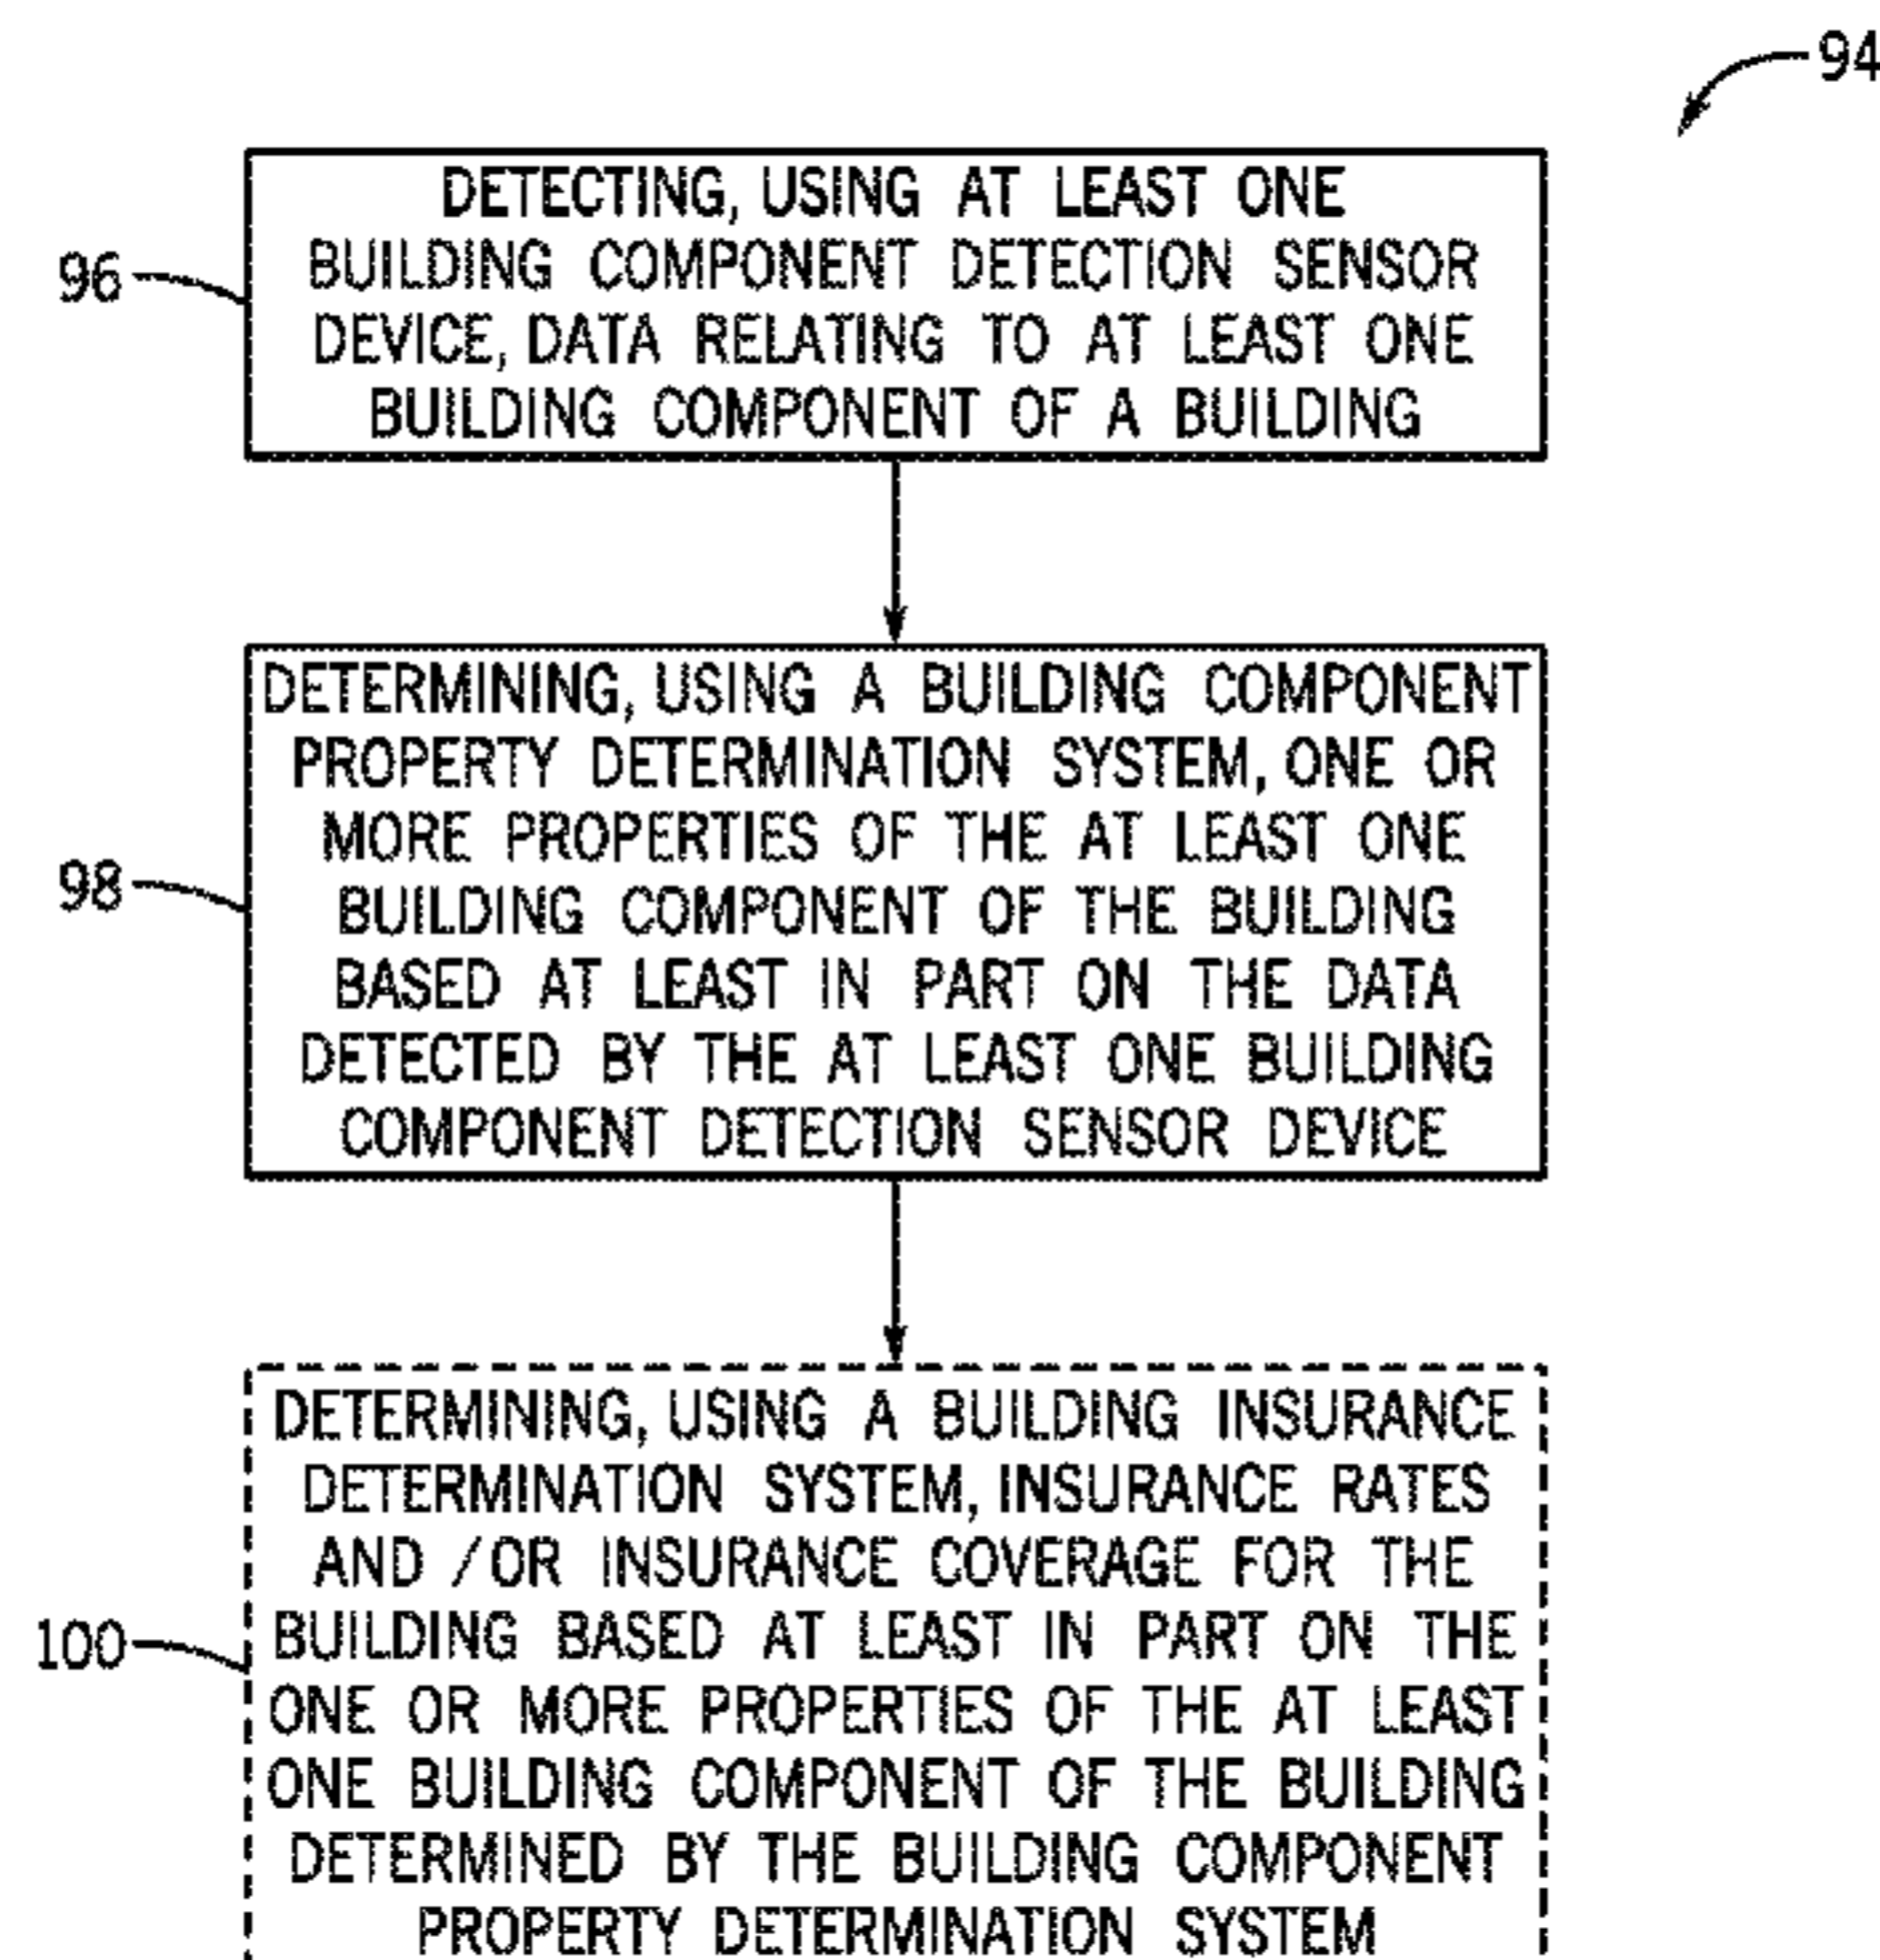 94
DETECTING, USING AT LEAST ONE
BUILDING COMPONENT DETECTION SENSOR
96
DEVICE, DATA RELATING TO AT LEAST ONE
BUILDING COMPONENT OF A BUILDING
DETERMINING, USING A BUILDING COMPONENT
PROPERTY DETERMINATION SYSTEM, ONE OR
MORE PROPERTIES OF THE AT LEAST ONE
98
BUILDING COMPONENT OF THE BUILDING
BASED AT LEAST IN PART ON THE DATA
DETECTED BY THE AT LEAST ONE BUILDING
COMPONENT DETECTION SENSOR DEVICE
DETERMINING, USING A BUILDING INSURANCE
DETERMINATION SYSTEM, INSURANCE RATES
AND /OR INSURANCE COVERAGE FOR THE
100
BUILDING BASED AT LEAST IN PART ON THE
ONE OR MORE PROPERTIES OF THE AT LEAST
ONE BUILDING COMPONENT OF THE BUILDING
DETERMINED BY THE BUILDING COMPONENT
PROPERTY DETERMINATION SYSTEM